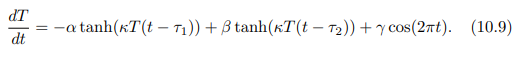 dT/dt = −α tanh(κT(t − τ₁)) + β tanh(κT(t − τ₂)) + γ cos(2πt). (10.9)